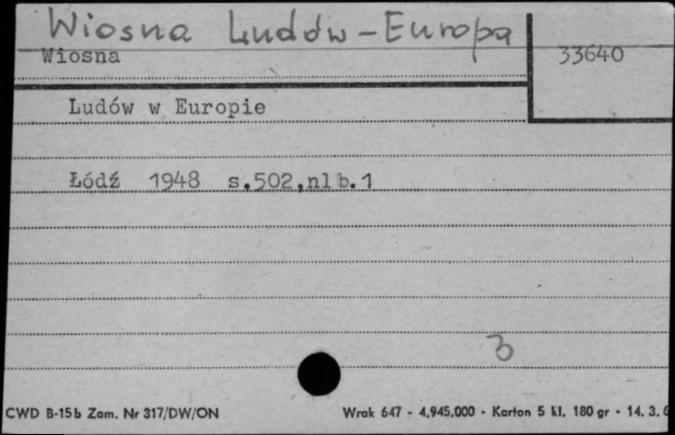 Wiosna Ludów - Europa
Wiosna
33640
Ludów w Europie
Łódź 1948 s.502,nlb.1
3
CWD B-15b Zam. Nr 317/DW/ON
Wrak 647 - 4.945.000 - Karton 5 kl. 180 gr - 14. 3.